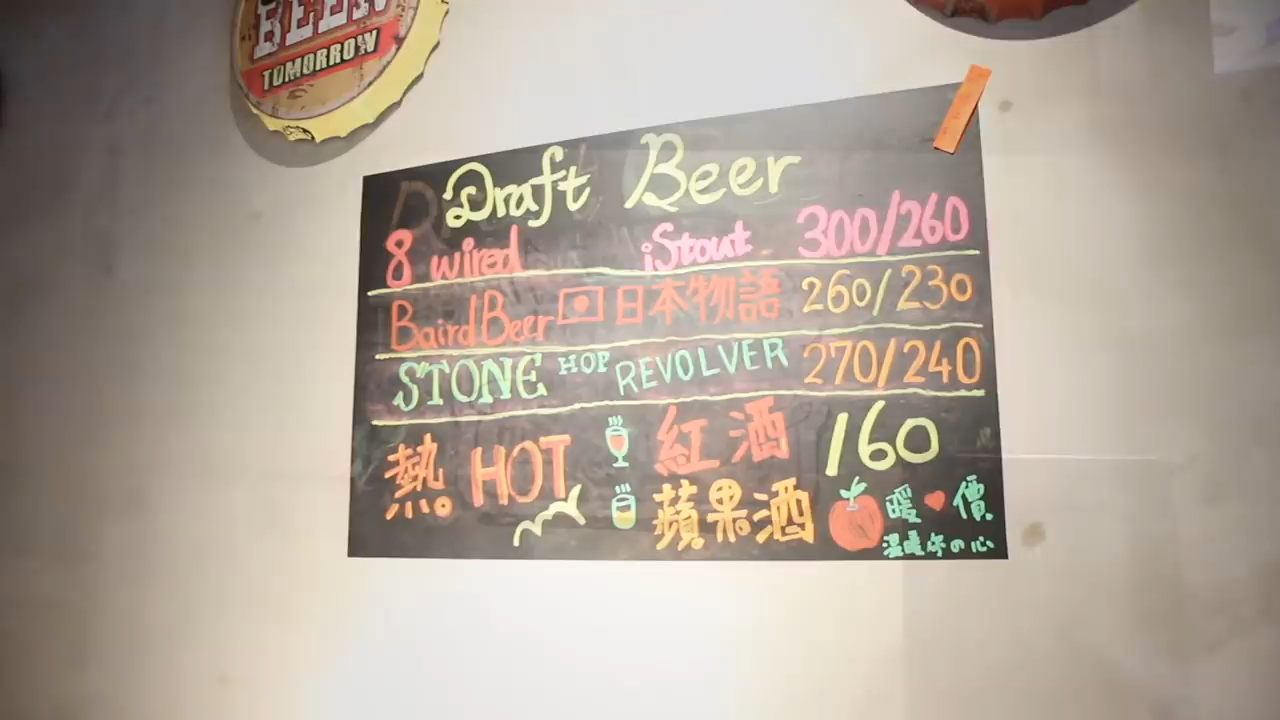 BEER
TOMORROW
Draft Beer
8 wired iStout 300/260
Baird Beer 日本物語 260/230
STONE HOP REVOLVER 270/240
熱 HOT 紅酒 160
蘋果酒 暖 價
溫暖你の心